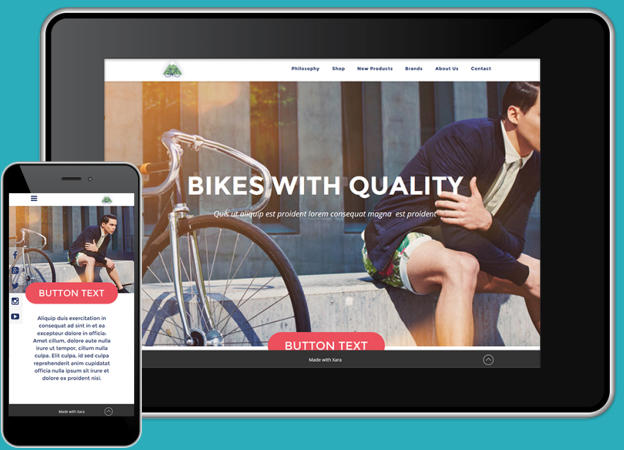 Philosophy Shop New Products Brands About Us Contact
BIKES WITH QUALITY
Quis ut aliquip est proident lorem consequat magna est proident
BUTTON TEXT
Made with Xara
BUTTON TEXT
Aliquip duis exercitation in
consequat ad sint in et ea
excepteur dolore in officia.
Amet cillum, dolore aute nulla
irure ut tempor, cillum nulla
culpa. Elit culpa, id sed culpa
reprehenderit anim cupidatat
officia nulla ipsum sit irure et
dolore ex proident nisi.
Made with Xara